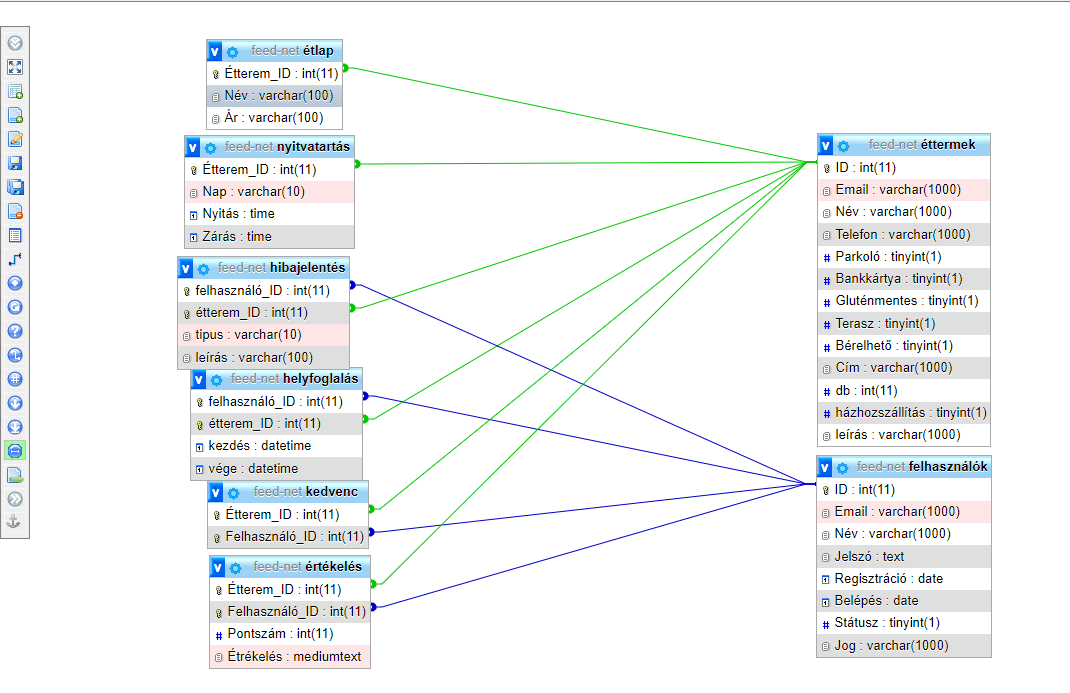 feed-net étlap
Étterem_ID : int(11)
Név : varchar(100)
Ár : varchar(100)
feed-net nyitvatartás
Étterem_ID : int(11)
Nap : varchar(10)
Nyitás : time
Zárás : time
feed-net hibajelentés
felhasználó_ID : int(11)
étterem_ID : int(11)
tipus : varchar(10)
leírás : varchar(100)
feed-net helyfoglalás
felhasználó_ID : int(11)
étterem_ID : int(11)
kezdés : datetime
vége : datetime
feed-net kedvenc
Étterem_ID : int(11)
Felhasználó_ID : int(11)
feed-net értékelés
Étterem_ID : int(11)
Felhasználó_ID : int(11)
Pontszám : int(11)
Étrékelés : mediumtext
feed-net éttermek
ID : int(11)
Email : varchar(1000)
Név : varchar(1000)
Telefon : varchar(1000)
Parkoló : tinyint(1)
Bankkártya : tinyint(1)
Gluténmentes : tinyint(1)
Terasz : tinyint(1)
Bérelhető : tinyint(1)
Cím : varchar(1000)
db : int(11)
házhozszállítás : tinyint(1)
leírás : varchar(1000)
feed-net felhasználók
ID : int(11)
Email : varchar(1000)
Név : varchar(1000)
Jelszó : text
Regisztráció : date
Belépés : date
Státusz : tinyint(1)
Jog : varchar(1000)